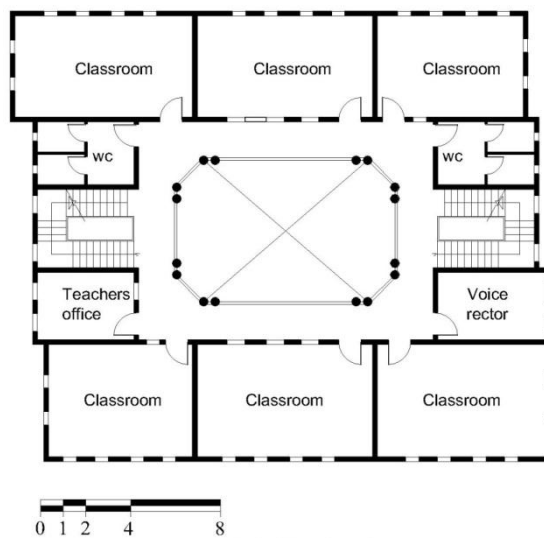 Classroom
Classroom
Classroom
wc
wc
Teachers
office
Voice
rector
Classroom
Classroom
Classroom
0 1 2 4 8